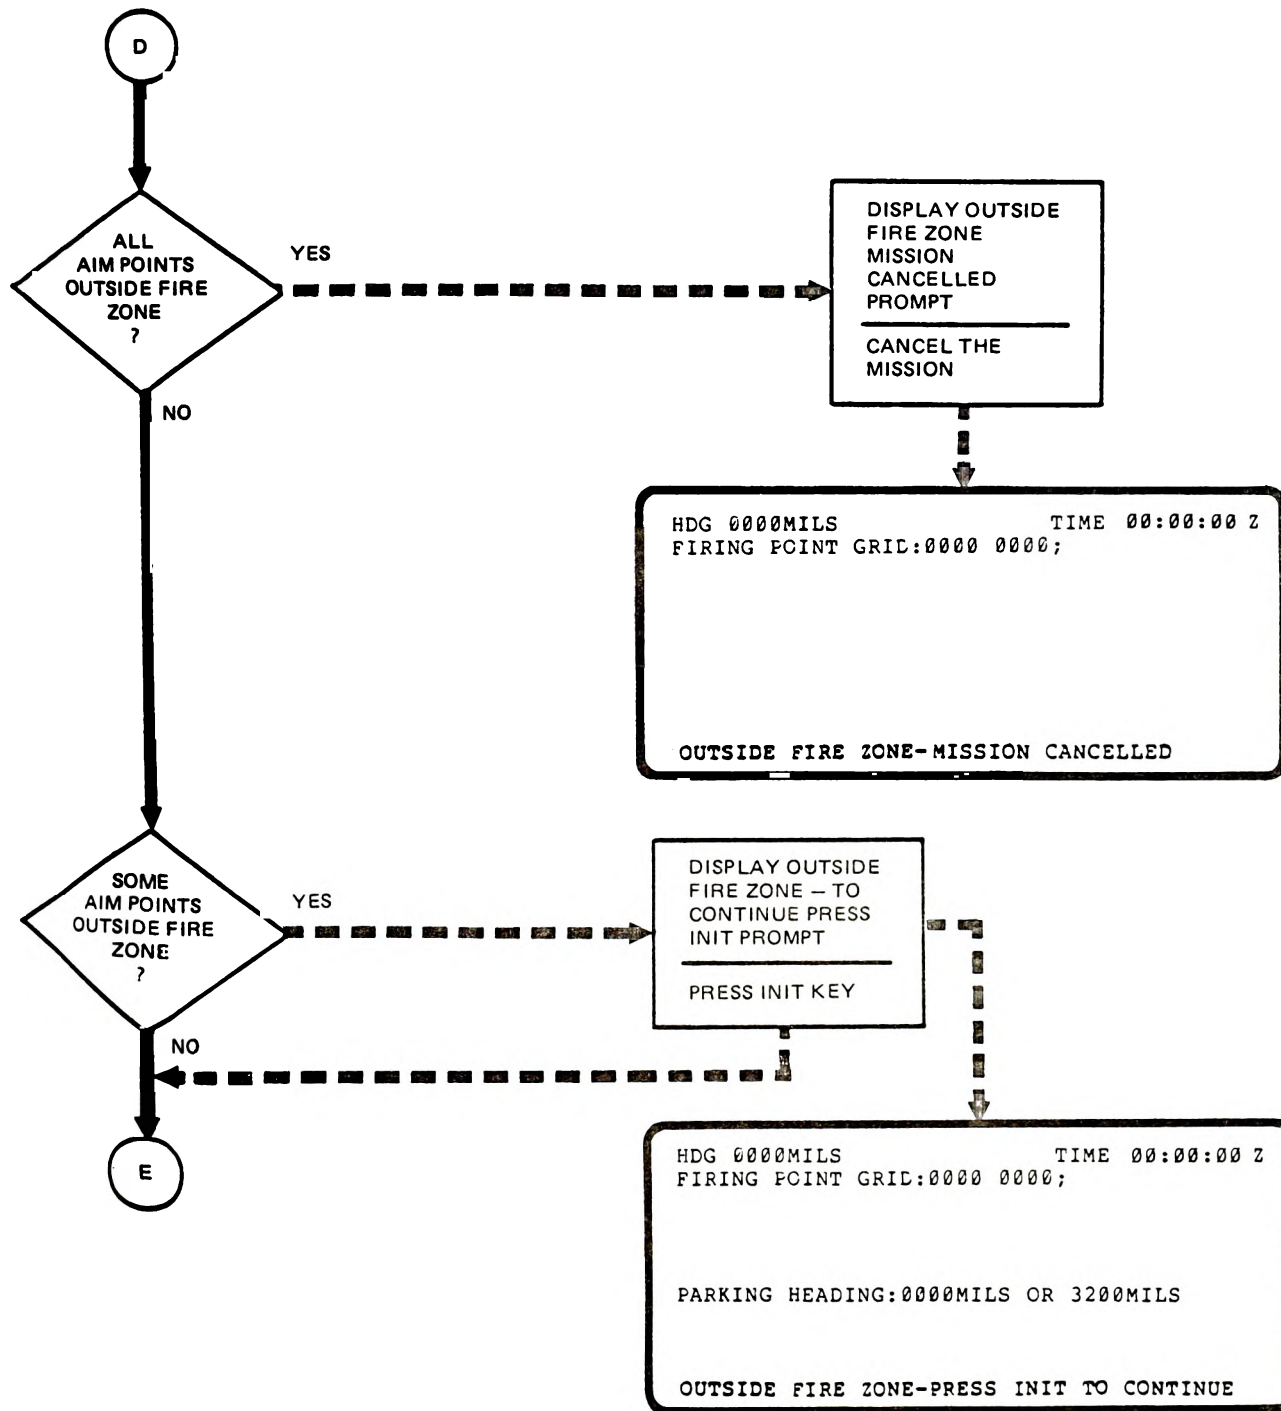 D
ALL
AIM POINTS
OUTSIDE FIRE
ZONE
?
YES
NO
DISPLAY OUTSIDE
FIRE ZONE
MISSION
CANCELLED
PROMPT
CANCEL THE
MISSION
HDG 0000MILS TIME 00:00:00 Z
FIRING POINT GRID:0000 0000;
OUTSIDE FIRE ZONE-MISSION CANCELLED
SOME
AIM POINTS
OUTSIDE FIRE
ZONE
?
YES
NO
DISPLAY OUTSIDE
FIRE ZONE – TO
CONTINUE PRESS
INIT PROMPT
PRESS INIT KEY
E
HDG 0000MILS TIME 00:00:00 Z
FIRING POINT GRID:0000 0000;
PARKING HEADING:0000MILS OR 3200MILS
OUTSIDE FIRE ZONE-PRESS INIT TO CONTINUE